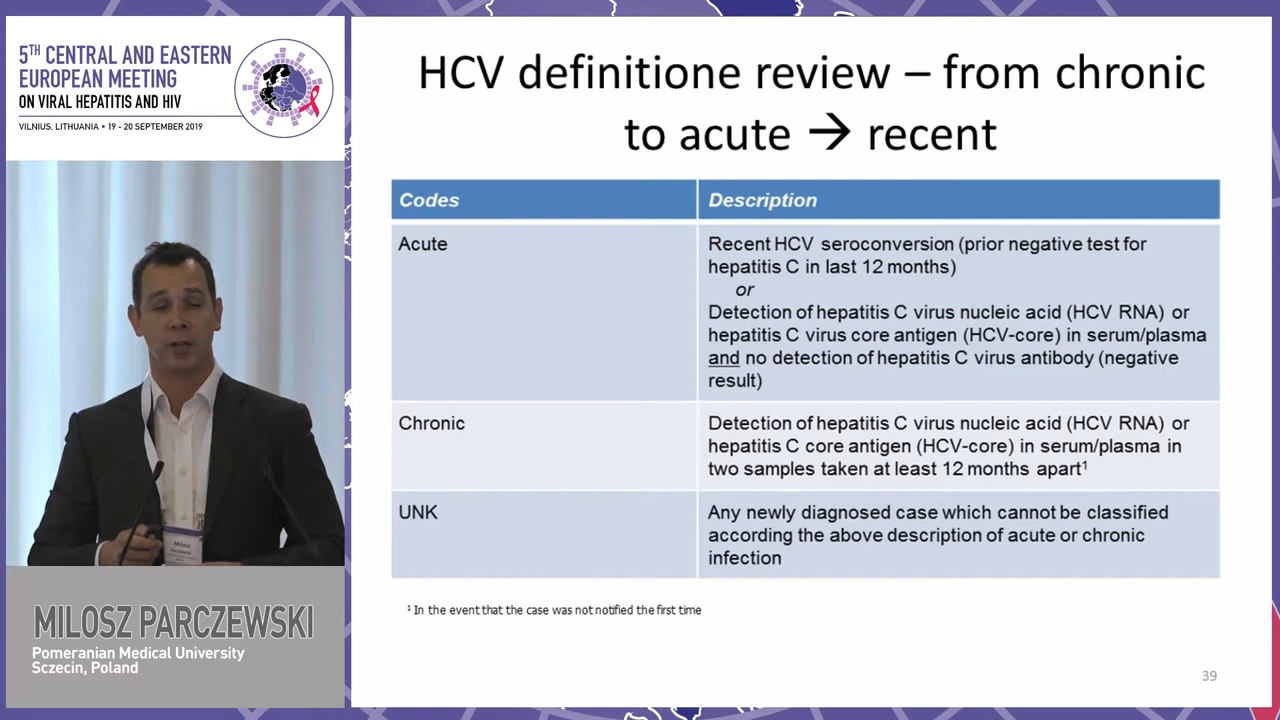 5TH CENTRAL AND EASTERN
EUROPEAN MEETING
ON VIRAL HEPATITIS AND HIV
VILNIUS, LITHUANIA • 19 - 20 SEPTEMBER 2019
Milosz
MILOSZ PARCZEWSKI
Pomeranian Medical University
Sczecin, Poland
HCV definitione review – from chronic
to acute → recent
Codes
Description
Acute
Recent HCV seroconversion (prior negative test for
hepatitis C in last 12 months)
or
Detection of hepatitis C virus nucleic acid (HCV RNA) or
hepatitis C virus core antigen (HCV-core) in serum/plasma
and no detection of hepatitis C virus antibody (negative
result)
Chronic
Detection of hepatitis C virus nucleic acid (HCV RNA) or
hepatitis C core antigen (HCV-core) in serum/plasma in
two samples taken at least 12 months apart¹
UNK
Any newly diagnosed case which cannot be classified
according the above description of acute or chronic
infection
¹ In the event that the case was not notified the first time
39